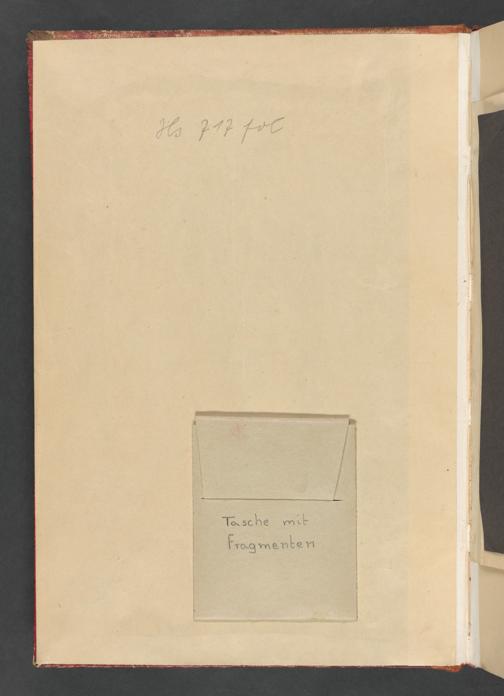 Hs 717 fol
Tasche mit
Fragmenten